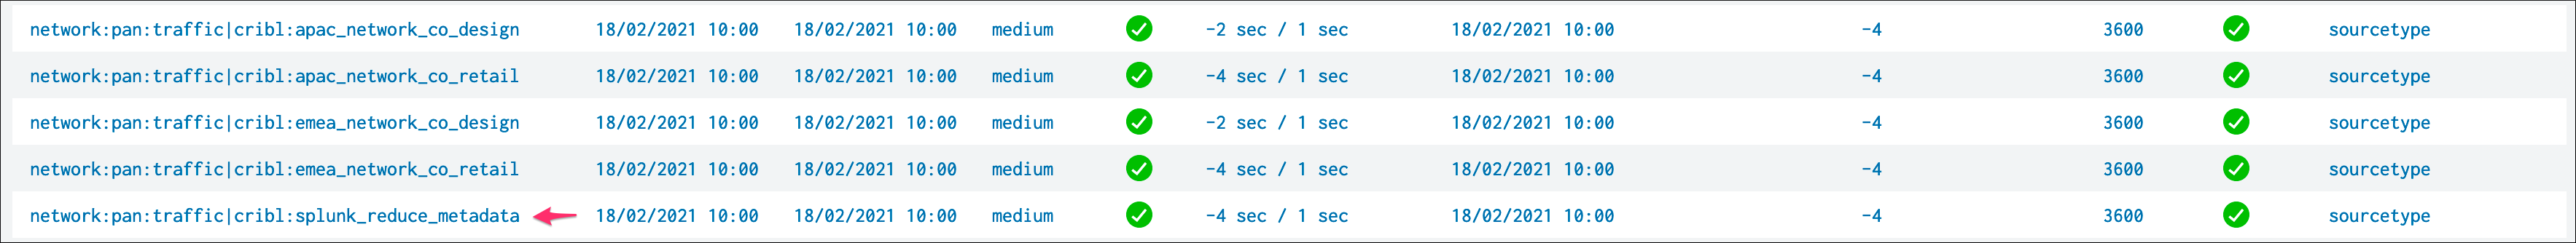 network:pan:traffic|cribl:apac_network_co_design 18/02/2021 10:00 18/02/2021 10:00 medium -2 sec / 1 sec 18/02/2021 10:00 -4 3600 sourcetype
network:pan:traffic|cribl:apac_network_co_retail 18/02/2021 10:00 18/02/2021 10:00 medium -4 sec / 1 sec 18/02/2021 10:00 -4 3600 sourcetype
network:pan:traffic|cribl:emea_network_co_design 18/02/2021 10:00 18/02/2021 10:00 medium -2 sec / 1 sec 18/02/2021 10:00 -4 3600 sourcetype
network:pan:traffic|cribl:emea_network_co_retail 18/02/2021 10:00 18/02/2021 10:00 medium -4 sec / 1 sec 18/02/2021 10:00 -4 3600 sourcetype
network:pan:traffic|cribl:splunk_reduce_metadata 18/02/2021 10:00 18/02/2021 10:00 medium -4 sec / 1 sec 18/02/2021 10:00 -4 3600 sourcetype